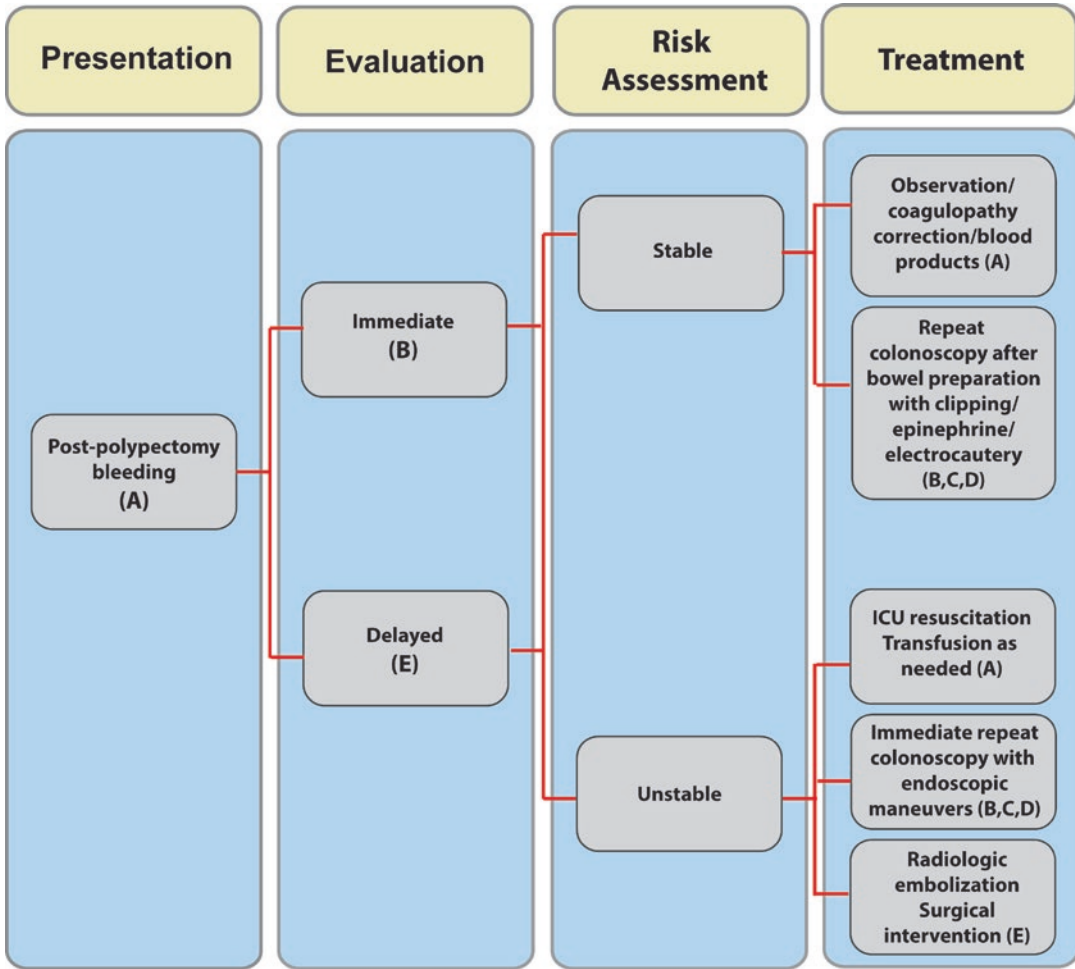 Presentation
Evaluation
Risk
Assessment
Treatment
Post-polypectomy
bleeding
(A)
Immediate
(B)
Delayed
(E)
Stable
Unstable
Observation/
coagulopathy
correction/blood
products (A)
Repeat
colonoscopy after
bowel preparation
with clipping/
epinephrine/
electrocautery
(B,C,D)
ICU resuscitation
Transfusion as
needed (A)
Immediate repeat
colonoscopy with
endoscopic
maneuvers (B,C,D)
Radiologic
embolization
Surgical
intervention (E)